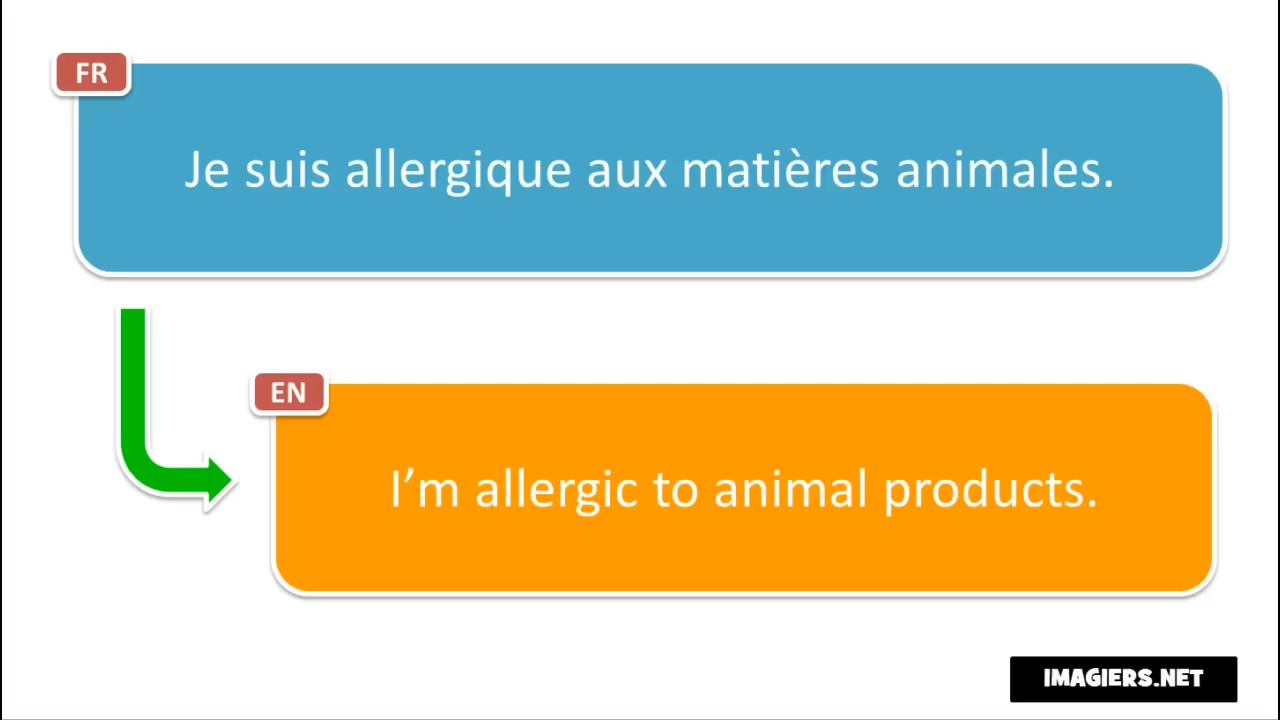 FR
Je suis allergique aux matières animales.
EN
I’m allergic to animal products.
IMAGIERS.NET